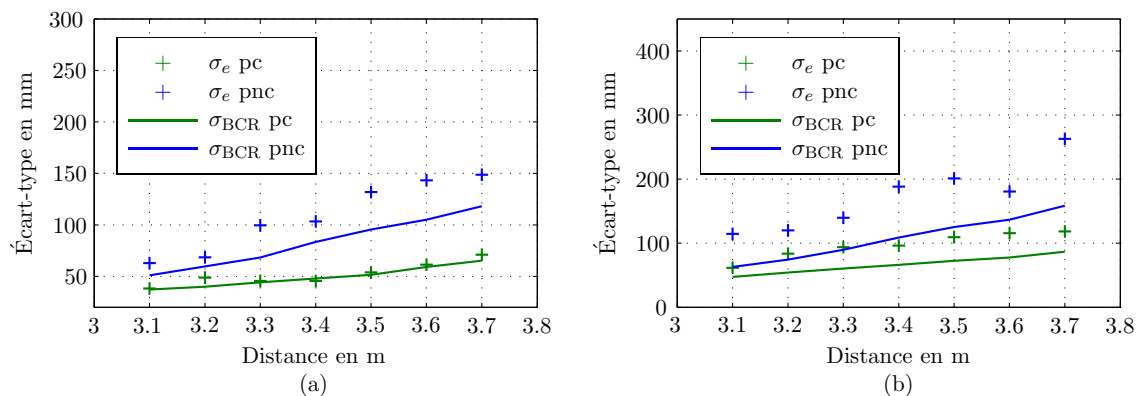 300
250
200
150
100
50
3
3.1
3.2
3.3
3.4
3.5
3.6
3.7
3.8
Écart-type en mm
Distance en m
σe pc
σe pnc
σBCR pc
σBCR pnc
(a)
400
300
200
100
0
3
3.1
3.2
3.3
3.4
3.5
3.6
3.7
3.8
Écart-type en mm
Distance en m
σe pc
σe pnc
σBCR pc
σBCR pnc
(b)